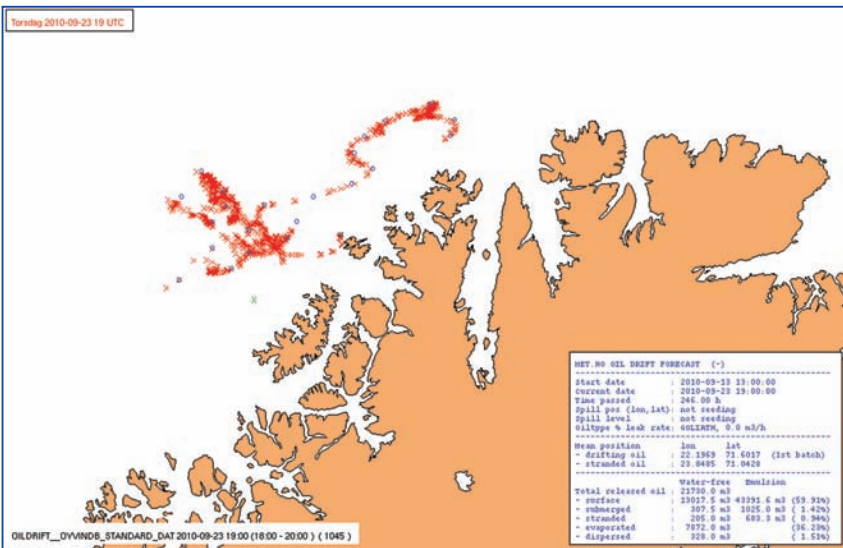 Torsdag 2010-09-23 19 UTC
MET.NO OIL DRIFT FORECAST (-)
Start date : 2010-09-13 13:00:00
Current date : 2010-09-23 19:00:00
Time passed : 246.00 h
Spill pos (lon,lat): not seeding
Spill level : not seeding
Oiltype % leak rate: GOLIATH, 0.0 m3/h
Mean position lon lat
- drifting oil : 22.1969 71.6017 (1st batch)
- stranded oil : 23.8485 71.0428
Water-free Emulsion
Total released oil : 21730.0 m3
- surface : 13017.5 m3 43391.6 m3 (59.91%)
- submerged : 307.5 m3 1025.0 m3 ( 1.42%)
- stranded : 205.0 m3 683.3 m3 ( 0.94%)
- evaporated : 7872.0 m3 (36.23%)
- dispersed : 328.0 m3 ( 1.51%)
OILDRIFT__OYVINDB_STANDARD_DAT 2010-09-23 19:00 (18:00 - 20:00 ) ( 1045 )